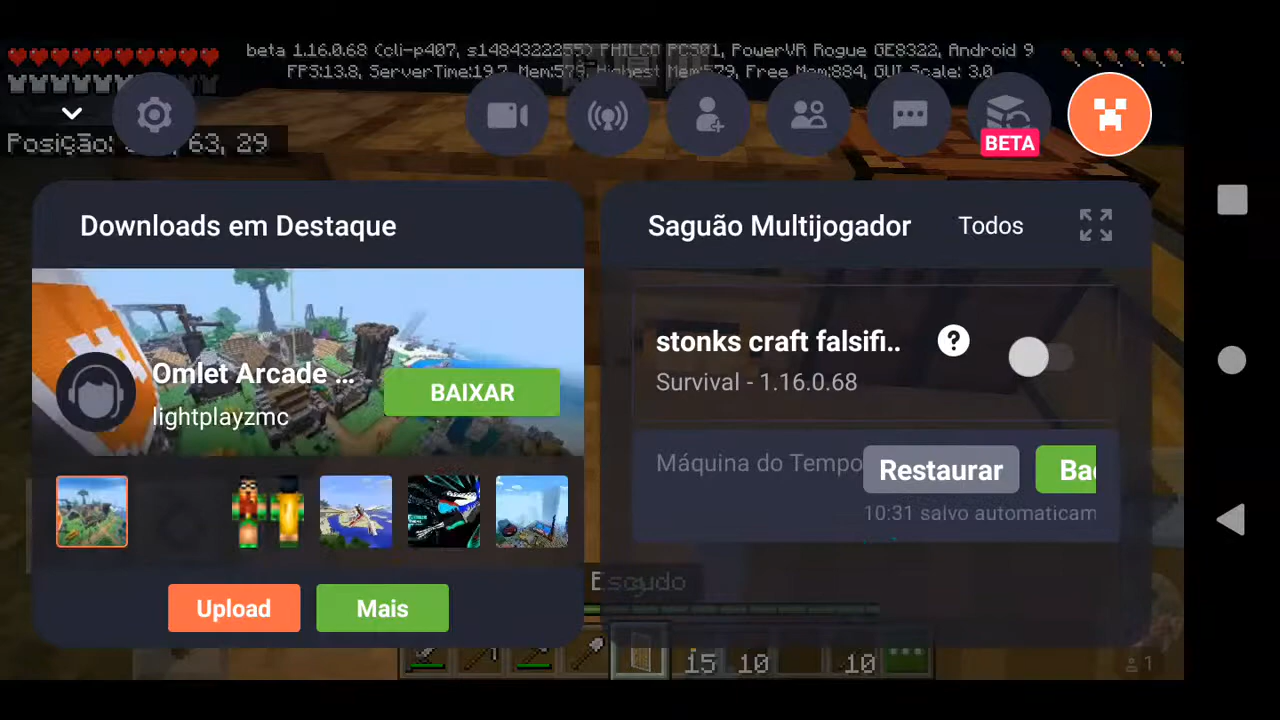 beta 1.16.0.68 (cli-p407, s1484322255) PHILCO PCS01, PowerVR Rogue GE8322, Android 9
FPS:13.8, ServerTime:19.7, Mem:579, Highest Mem:579, Free Mem:884, GUI Scale: 3.0
Posição: 63, 29
BETA
Downloads em Destaque
Omlet Arcade ...
lightplayzmc
BAIXAR
Upload
Mais
Saguão Multijogador
Todos
stonks craft falsifi..
?
Survival - 1.16.0.68
Máquina do Tempo
Restaurar
Bac
10:31 salvo automaticam
Escudo
15 10 10
1